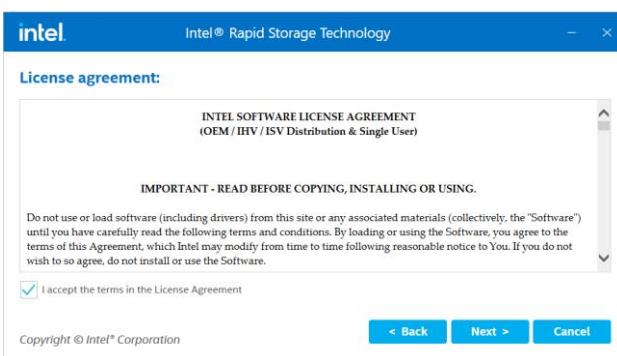 intel.
Intel® Rapid Storage Technology
License agreement:
INTEL SOFTWARE LICENSE AGREEMENT
(OEM / IHV / ISV Distribution & Single User)
IMPORTANT - READ BEFORE COPYING, INSTALLING OR USING.
Do not use or load software (including drivers) from this site or any associated materials (collectively, the "Software")
until you have carefully read the following terms and conditions. By loading or using the Software, you agree to the
terms of this Agreement, which Intel may modify from time to time following reasonable notice to You. If you do not
wish to so agree, do not install or use the Software.
I accept the terms in the License Agreement
< Back Next > Cancel
Copyright © Intel® Corporation